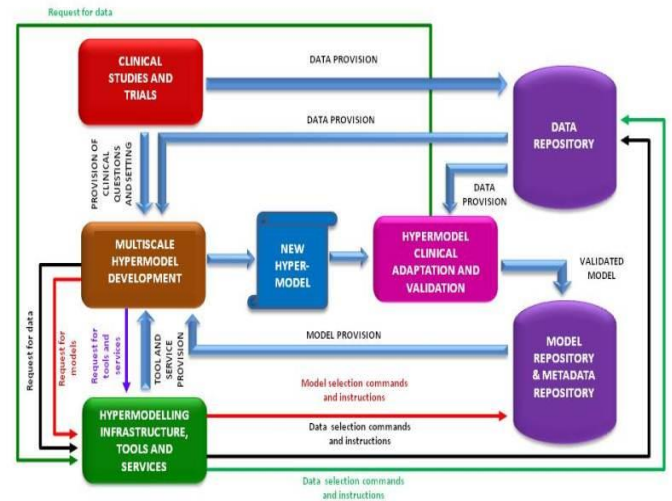 Request for data
CLINICAL
STUDIES AND
TRIALS
DATA PROVISION
DATA PROVISION
DATA
REPOSITORY
PROVISION OF
CLINICAL
QUESTIONS
AND SETTING
DATA
PROVISION
MULTISCALE
HYPERMODEL
DEVELOPMENT
NEW
HYPER-
MODEL
HYPERMODEL
CLINICAL
ADAPTATION AND
VALIDATION
VALIDATED
MODEL
Request for data
Request for
models
Request for
tools and
services
TOOL AND
SERVICE
PROVISION
MODEL PROVISION
MODEL
REPOSITORY
& METADATA
REPOSITORY
Model selection commands
and instructions
HYPERMODELLING
INFRASTRUCTURE,
TOOLS AND
SERVICES
Data selection commands
and instructions
Data selection commands
and instructions